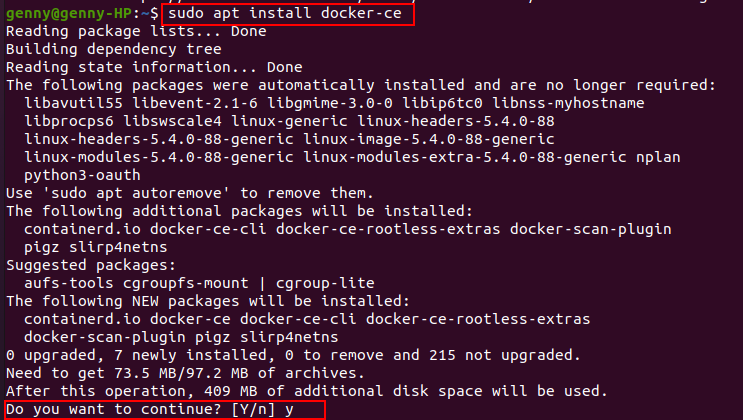 genny@genny-HP:~$ sudo apt install docker-ce
Reading package lists... Done
Building dependency tree
Reading state information... Done
The following packages were automatically installed and are no longer required:
  libavutil55 libevent-2.1-6 libgmime-3.0-0 libip6tc0 libnss-myhostname
  libprocps6 libswscale4 linux-generic linux-headers-5.4.0-88
  linux-headers-5.4.0-88-generic linux-image-5.4.0-88-generic
  linux-modules-5.4.0-88-generic linux-modules-extra-5.4.0-88-generic nplan
  python3-oauth
Use 'sudo apt autoremove' to remove them.
The following additional packages will be installed:
  containerd.io docker-ce-cli docker-ce-rootless-extras docker-scan-plugin
  pigz slirp4netns
Suggested packages:
  aufs-tools cgroupfs-mount | cgroup-lite
The following NEW packages will be installed:
  containerd.io docker-ce docker-ce-cli docker-ce-rootless-extras
  docker-scan-plugin pigz slirp4netns
0 upgraded, 7 newly installed, 0 to remove and 215 not upgraded.
Need to get 73.5 MB/97.2 MB of archives.
After this operation, 409 MB of additional disk space will be used.
Do you want to continue? [Y/n] y